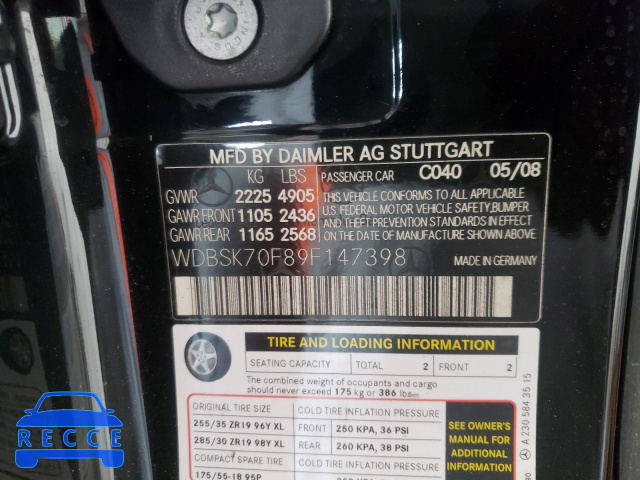 MFD BY DAIMLER AG STUTTGART C040 05/08
KG LBS PASSENGER CAR
GVWR 2225 4905 THIS VEHICLE CONFORMS TO ALL APPLICABLE
GAWR FRONT 1105 2436 U.S. FEDERAL MOTOR VEHICLE SAFETY, BUMPER
GAWR REAR 1165 2568 AND THEFT PREVENTION STANDARDS IN
EFFECT ON THE DATE OF MANUFACTURE
SHOWN ABOVE.
WDBSK70F89F147398 MADE IN GERMANY
TIRE AND LOADING INFORMATION
SEATING CAPACITY TOTAL 2 FRONT 2
The combined weight of occupants and cargo
should never exceed 175 kg or 386 lbs
ORIGINAL TIRE SIZE COLD TIRE INFLATION PRESSURE
255/35 ZR19 96Y XL FRONT 250 KPA, 36 PSI
285/30 ZR19 98Y XL REAR 260 KPA, 38 PSI
COMPACT SPARE TIRE COLD TIRE INFLATION PRESSURE
175/55-18 95P
SEE OWNER'S
MANUAL FOR
ADDITIONAL
INFORMATION
A 230 584 35 15